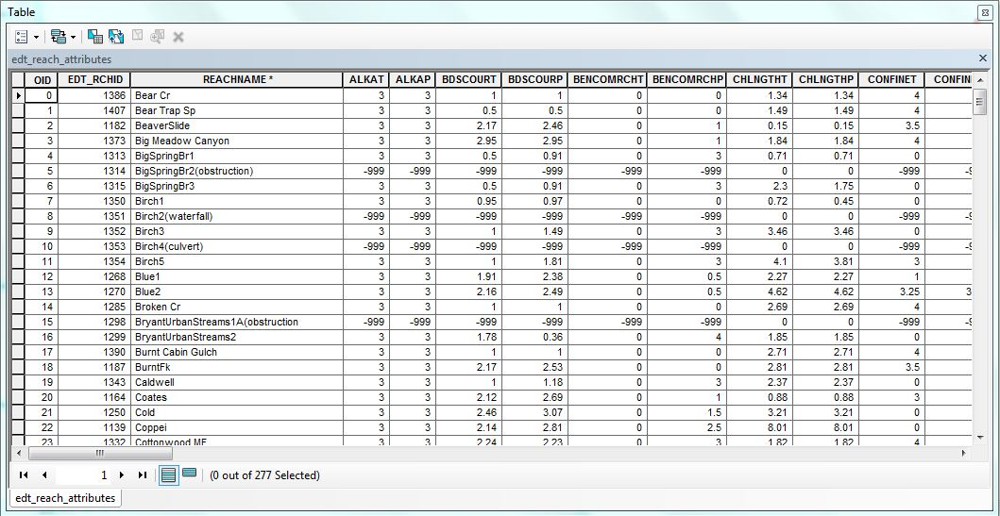 Table
edt_reach_attributes
OID EDT_RCHID REACHNAME * ALKAT ALKAP BDSCOURT BDSCOURP BENCOMRCHT BENCOMRCHP CHLNGTHT CHLNGTHP CONFINET CONFIN
0 1386 Bear Cr 3 3 1 1 0 0 1.34 1.34 4
1 1407 Bear Trap Sp 3 3 0.5 0.5 0 0 1.49 1.49 4
2 1182 BeaverSlide 3 3 2.17 2.46 0 1 0.15 0.15 3.5
3 1373 Big Meadow Canyon 3 3 2.95 2.95 0 1 1.84 1.84 4
4 1313 BigSpringBr1 3 3 0.5 0.91 0 3 0.71 0.71 0
5 1314 BigSpringBr2(obstruction) -999 -999 -999 -999 -999 -999 0 0 -999
6 1315 BigSpringBr3 3 3 0.5 0.91 0 3 2.3 1.75 0
7 1350 Birch1 3 3 0.95 0.97 0 0 0.72 0.45 0
8 1351 Birch2(waterfall) -999 -999 -999 -999 -999 -999 0 0 -999
9 1352 Birch3 3 3 1 1.49 0 3 3.46 3.46 0
10 1353 Birch4(culvert) -999 -999 -999 -999 -999 -999 0 0 -999
11 1354 Birch5 3 3 1 1.81 0 3 4.1 3.81 3
12 1268 Blue1 3 3 1.91 2.38 0 0.5 2.27 2.27 1
13 1270 Blue2 3 3 2.16 2.49 0 0.5 4.62 4.62 3.25 3
14 1285 Broken Cr 3 3 1 1 0 0 2.69 2.69 4
15 1298 BryantUrbanStreams1A(obstruction -999 -999 -999 -999 -999 -999 0 0 -999
16 1299 BryantUrbanStreams2 3 3 1.78 0.36 0 4 1.85 1.85 0
17 1390 Burnt Cabin Gulch 3 3 1 1 0 0 2.71 2.71 4
18 1187 BurntFk 3 3 2.17 2.53 0 0 2.81 2.81 3.5
19 1343 Caldwell 3 3 1 1.18 0 3 2.37 2.37 0
20 1164 Coates 3 3 2.12 2.69 0 1 0.88 0.88 3
21 1250 Cold 3 3 2.46 3.07 0 1.5 3.21 3.21 0
22 1139 Coppei 3 3 2.14 2.81 0 2.5 8.01 8.01 0
23 1332 Cottonwood MF 3 3 2.24 2.23 0 3 1.82 1.82 4
1 (0 out of 277 Selected)
edt_reach_attributes